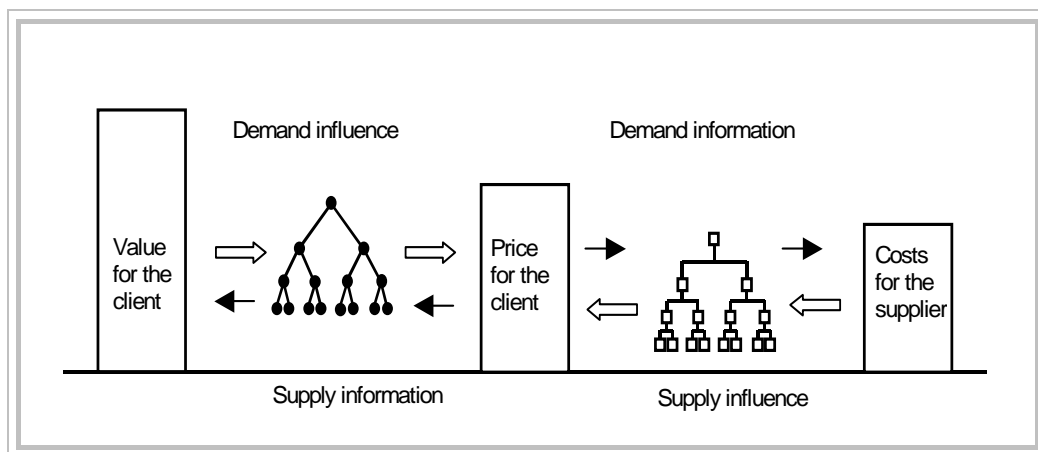 Demand influence
Demand information
Value
for the
client
Price
for the
client
Costs
for the
supplier
Supply information
Supply influence